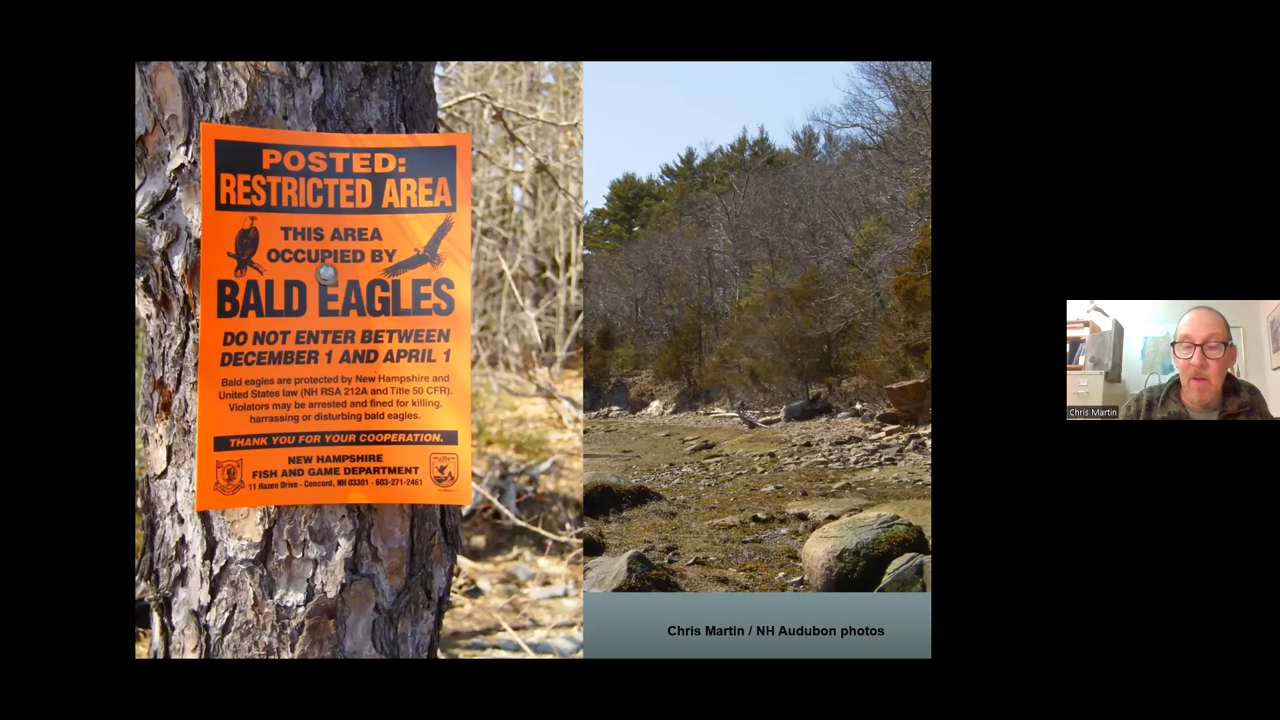 POSTED:
RESTRICTED AREA
THIS AREA
OCCUPIED BY
BALD EAGLES
DO NOT ENTER BETWEEN
DECEMBER 1 AND APRIL 1
Bald eagles are protected by New Hampshire and
United States law (NH RSA 212A and Title 50 CFR).
Violators may be arrested and fined for killing,
harrassing or disturbing bald eagles.
THANK YOU FOR YOUR COOPERATION.
NEW HAMPSHIRE
FISH AND GAME DEPARTMENT
11 Hazen Drive - Concord, NH 03301 - 603-271-2461
Chris Martin / NH Audubon photos
Chris Martin